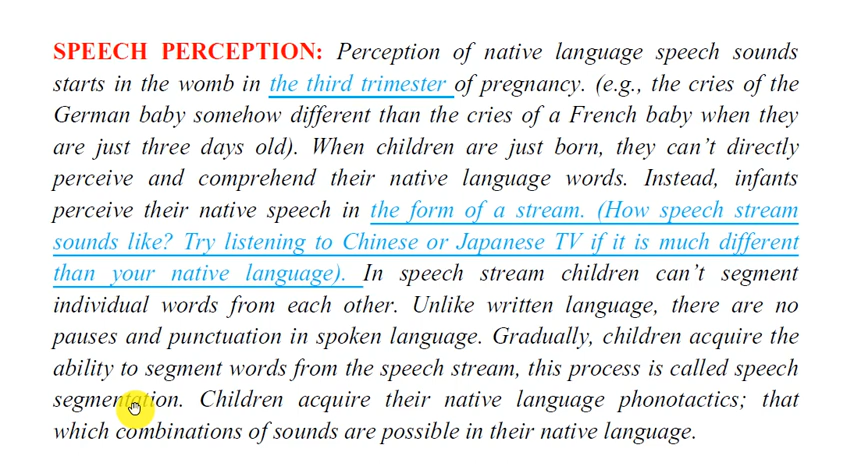 SPEECH PERCEPTION: Perception of native language speech sounds
starts in the womb in the third trimester of pregnancy. (e.g., the cries of the
German baby somehow different than the cries of a French baby when they
are just three days old). When children are just born, they can't directly
perceive and comprehend their native language words. Instead, infants
perceive their native speech in the form of a stream. (How speech stream
sounds like? Try listening to Chinese or Japanese TV if it is much different
than your native language). In speech stream children can't segment
individual words from each other. Unlike written language, there are no
pauses and punctuation in spoken language. Gradually, children acquire the
ability to segment words from the speech stream, this process is called speech
segmentation. Children acquire their native language phonotactics; that
which combinations of sounds are possible in their native language.